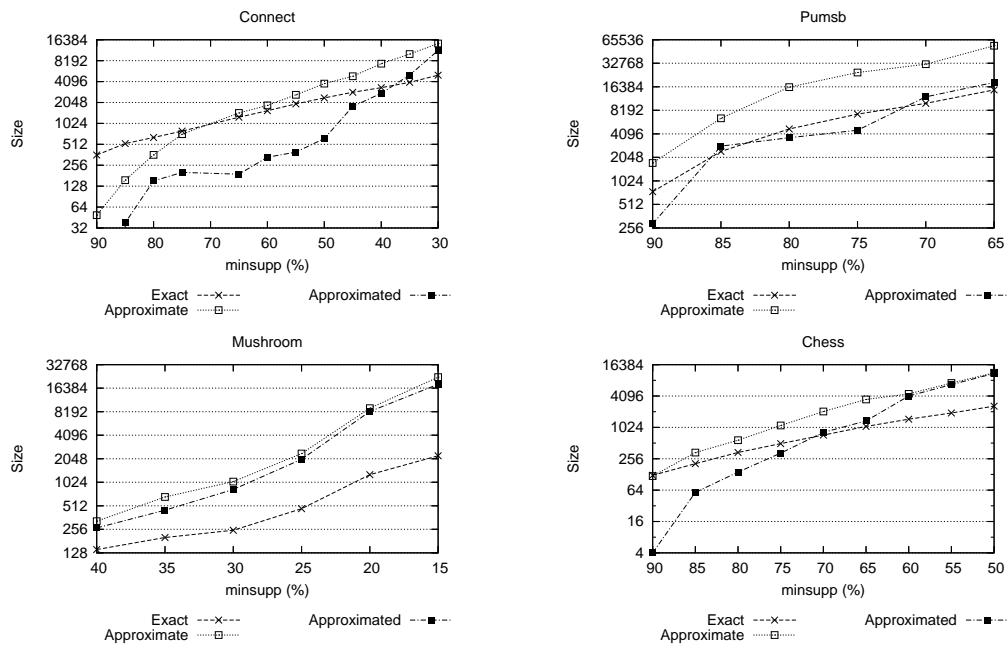 Connect
Size
16384
8192
4096
2048
1024
512
256
128
64
32
90 80 70 60 50 40 30
minsupp (%)
Exact
Approximate
Approximated
Pumsb
Size
65536
32768
16384
8192
4096
2048
1024
512
256
90 85 80 75 70 65
minsupp (%)
Exact
Approximate
Approximated
Mushroom
Size
32768
16384
8192
4096
2048
1024
512
256
128
40 35 30 25 20 15
minsupp (%)
Exact
Approximate
Approximated
Chess
Size
16384
4096
1024
256
64
16
4
90 85 80 75 70 65 60 55 50
minsupp (%)
Exact
Approximate
Approximated